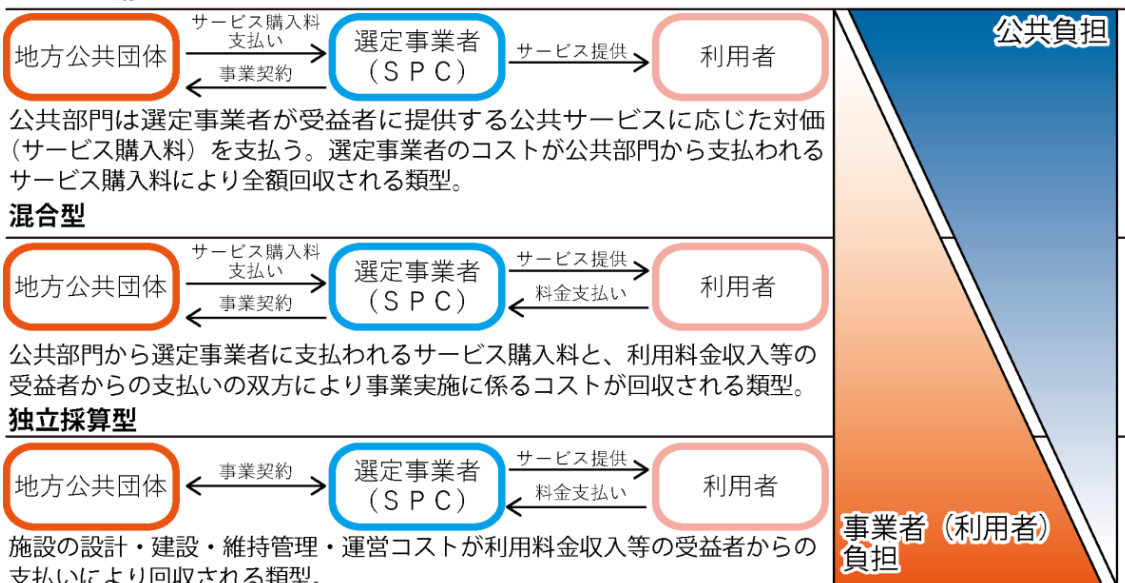 公共負担
サービス購入料
支払い
地方公共団体
選定事業者
(SPC)
サービス提供
利用者
事業契約
公共部門は選定事業者が受益者に提供する公共サービスに応じた対価
(サービス購入料)を支払う。選定事業者のコストが公共部門から支払われる
サービス購入料により全額回収される類型。
混合型
サービス購入料
支払い
地方公共団体
選定事業者
(SPC)
サービス提供
料金支払い
利用者
事業契約
公共部門から選定事業者に支払われるサービス購入料と、利用料金収入等の
受益者からの支払いの双方により事業実施に係るコストが回収される類型。
独立採算型
地方公共団体
事業契約
選定事業者
(SPC)
サービス提供
料金支払い
利用者
施設の設計・建設・維持管理・運営コストが利用料金収入等の受益者からの
支払いにより回収される類型。
事業者(利用者)
負担